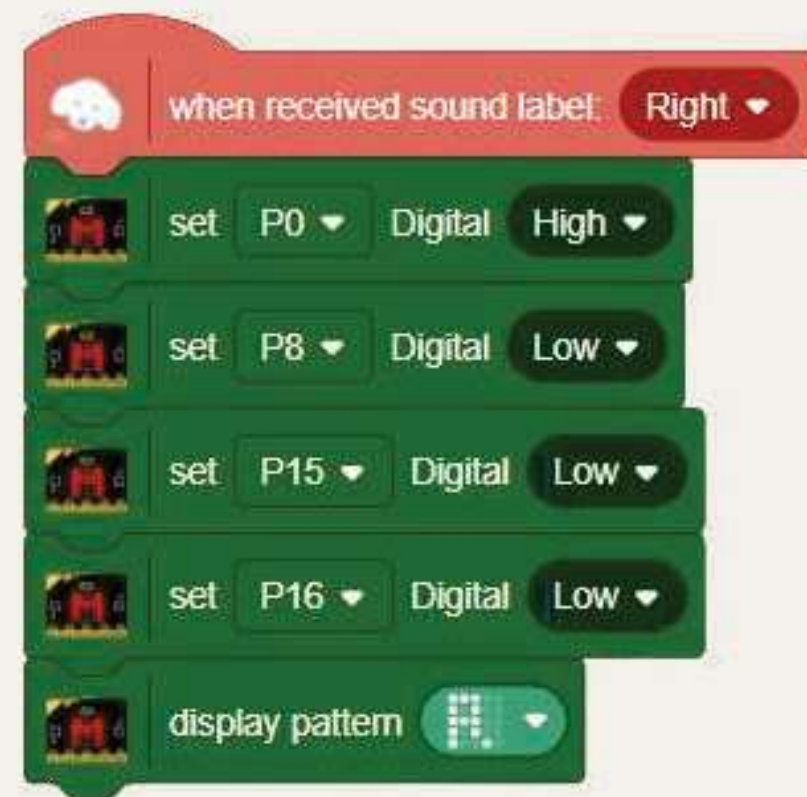 when received sound label: Right
set P0 Digital High
set P8 Digital Low
set P15 Digital Low
set P16 Digital Low
display pattern